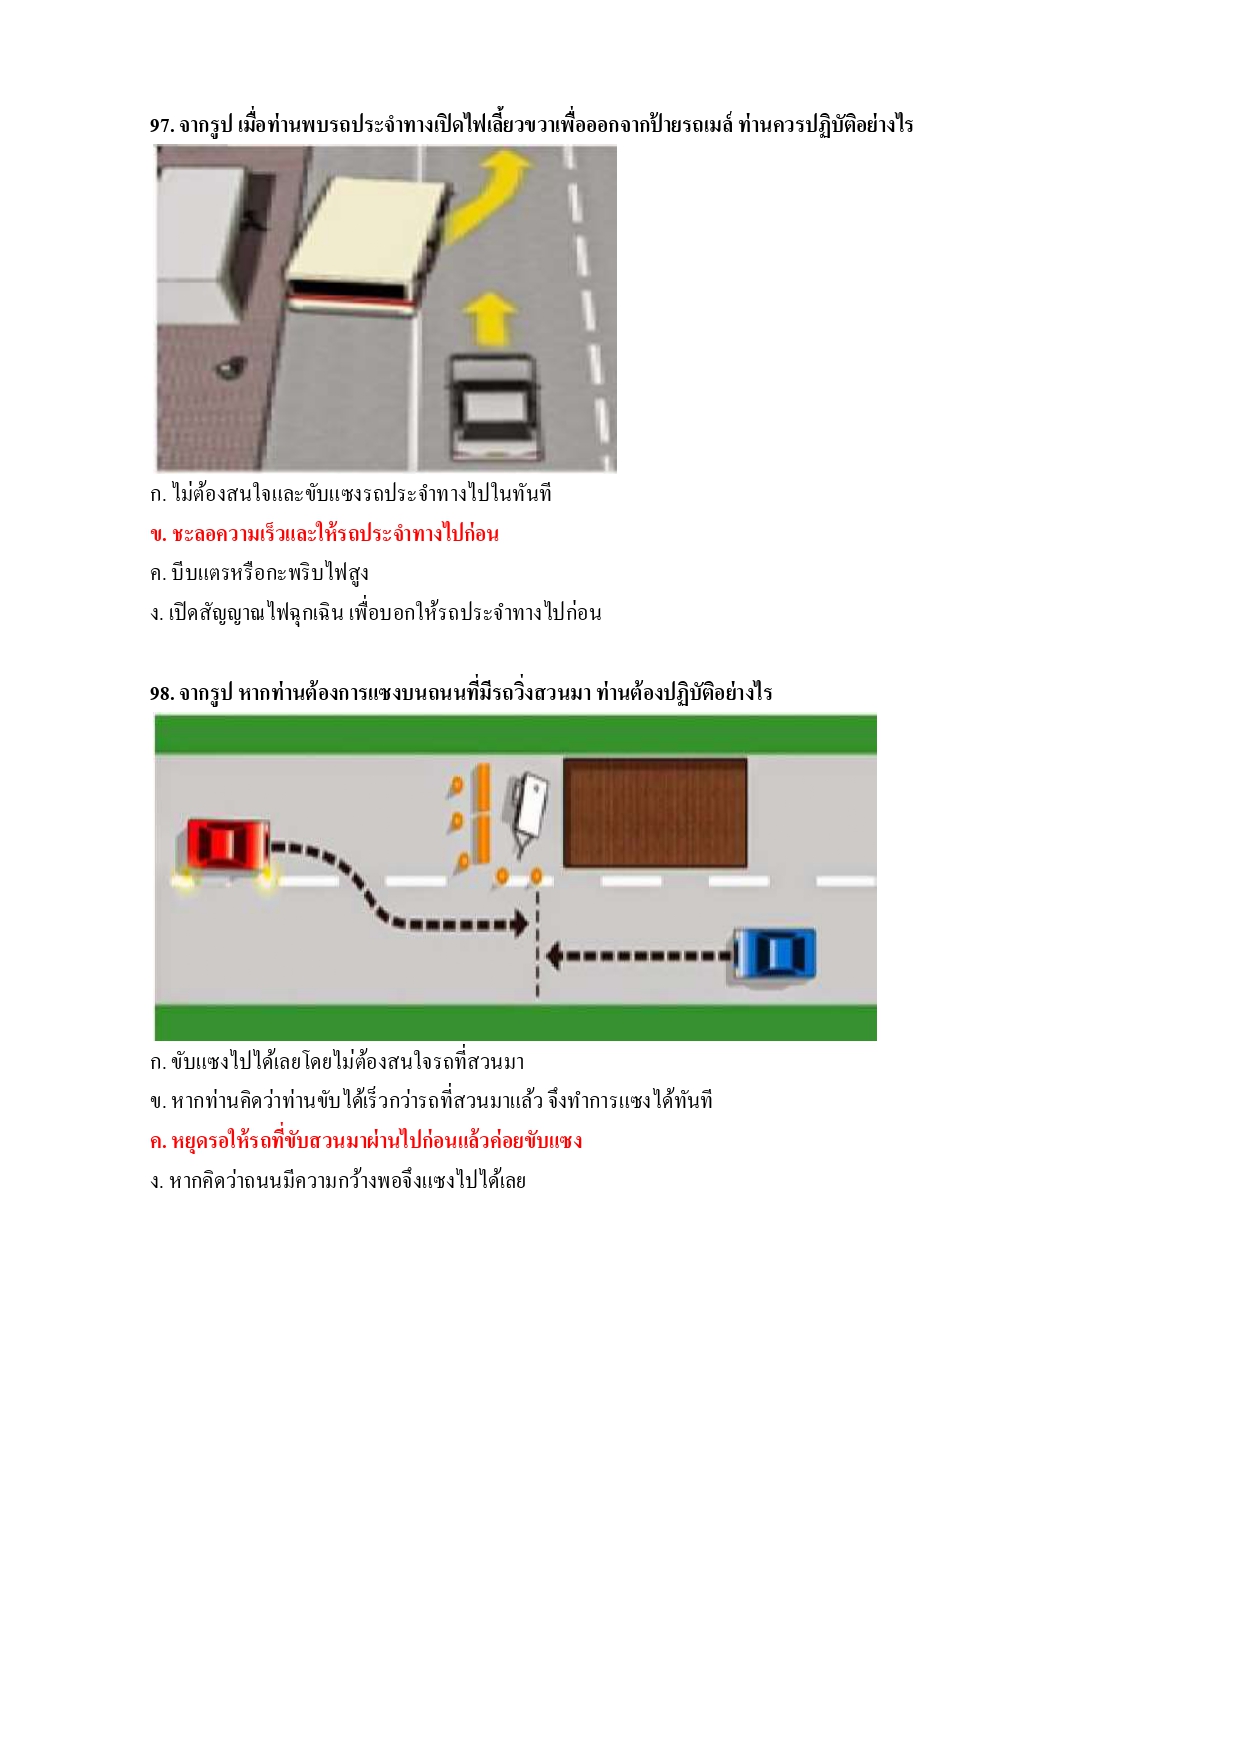 97. จากรูป เมื่อท่านพบรถประจำทางเปิดไฟเลี้ยวขวาเพื่อออกจากป้ายรถเมล์ ท่านควรปฏิบัติอย่างไร
ก. ไม่ต้องสนใจและขับแซงรถประจำทางไปในทันที
ข. ชะลอความเร็วและให้รถประจำทางไปก่อน
ค. บีบแตรหรือกะพริบไฟสูง
ง. เปิดสัญญาณไฟฉุกเฉิน เพื่อบอกให้รถประจำทางไปก่อน
98. จากรูป หากท่านต้องการแซงบนถนนที่มีรถวิ่งสวนมา ท่านต้องปฏิบัติอย่างไร
ก. ขับแซงไปได้เลยโดยไม่ต้องสนใจรถที่สวนมา
ข. หากท่านคิดว่าท่านขับได้เร็วกว่ารถที่สวนมาแล้ว จึงทำการแซงได้ทันที
ค. หยุดรอให้รถที่ขับสวนมาผ่านไปก่อนแล้วค่อยขับแซง
ง. หากคิดว่าถนนมีความกว้างพอจึงแซงไปได้เลย